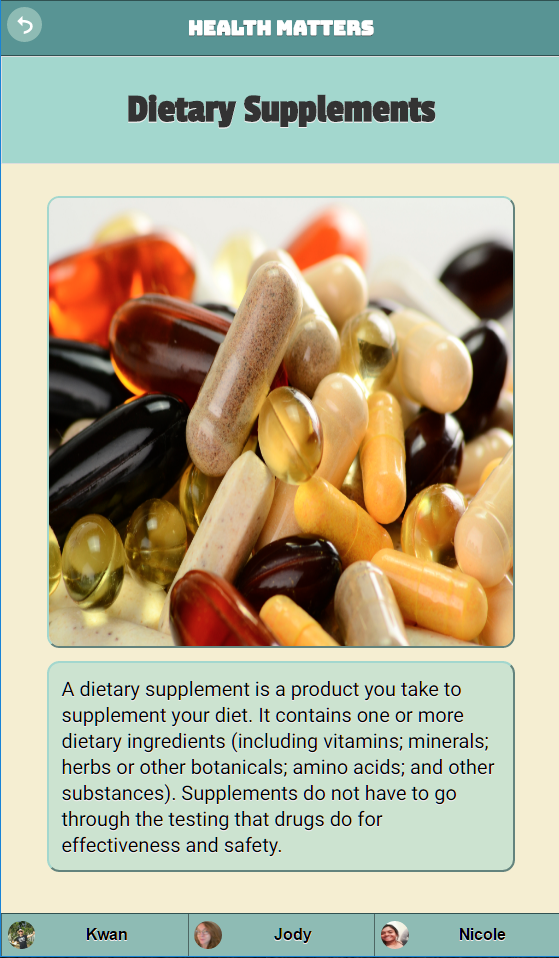 HEALTH MATTERS
Dietary Supplements
A dietary supplement is a product you take to
supplement your diet. It contains one or more
dietary ingredients (including vitamins; minerals;
herbs or other botanicals; amino acids; and other
substances). Supplements do not have to go
through the testing that drugs do for
effectiveness and safety.
Kwan
Jody
Nicole